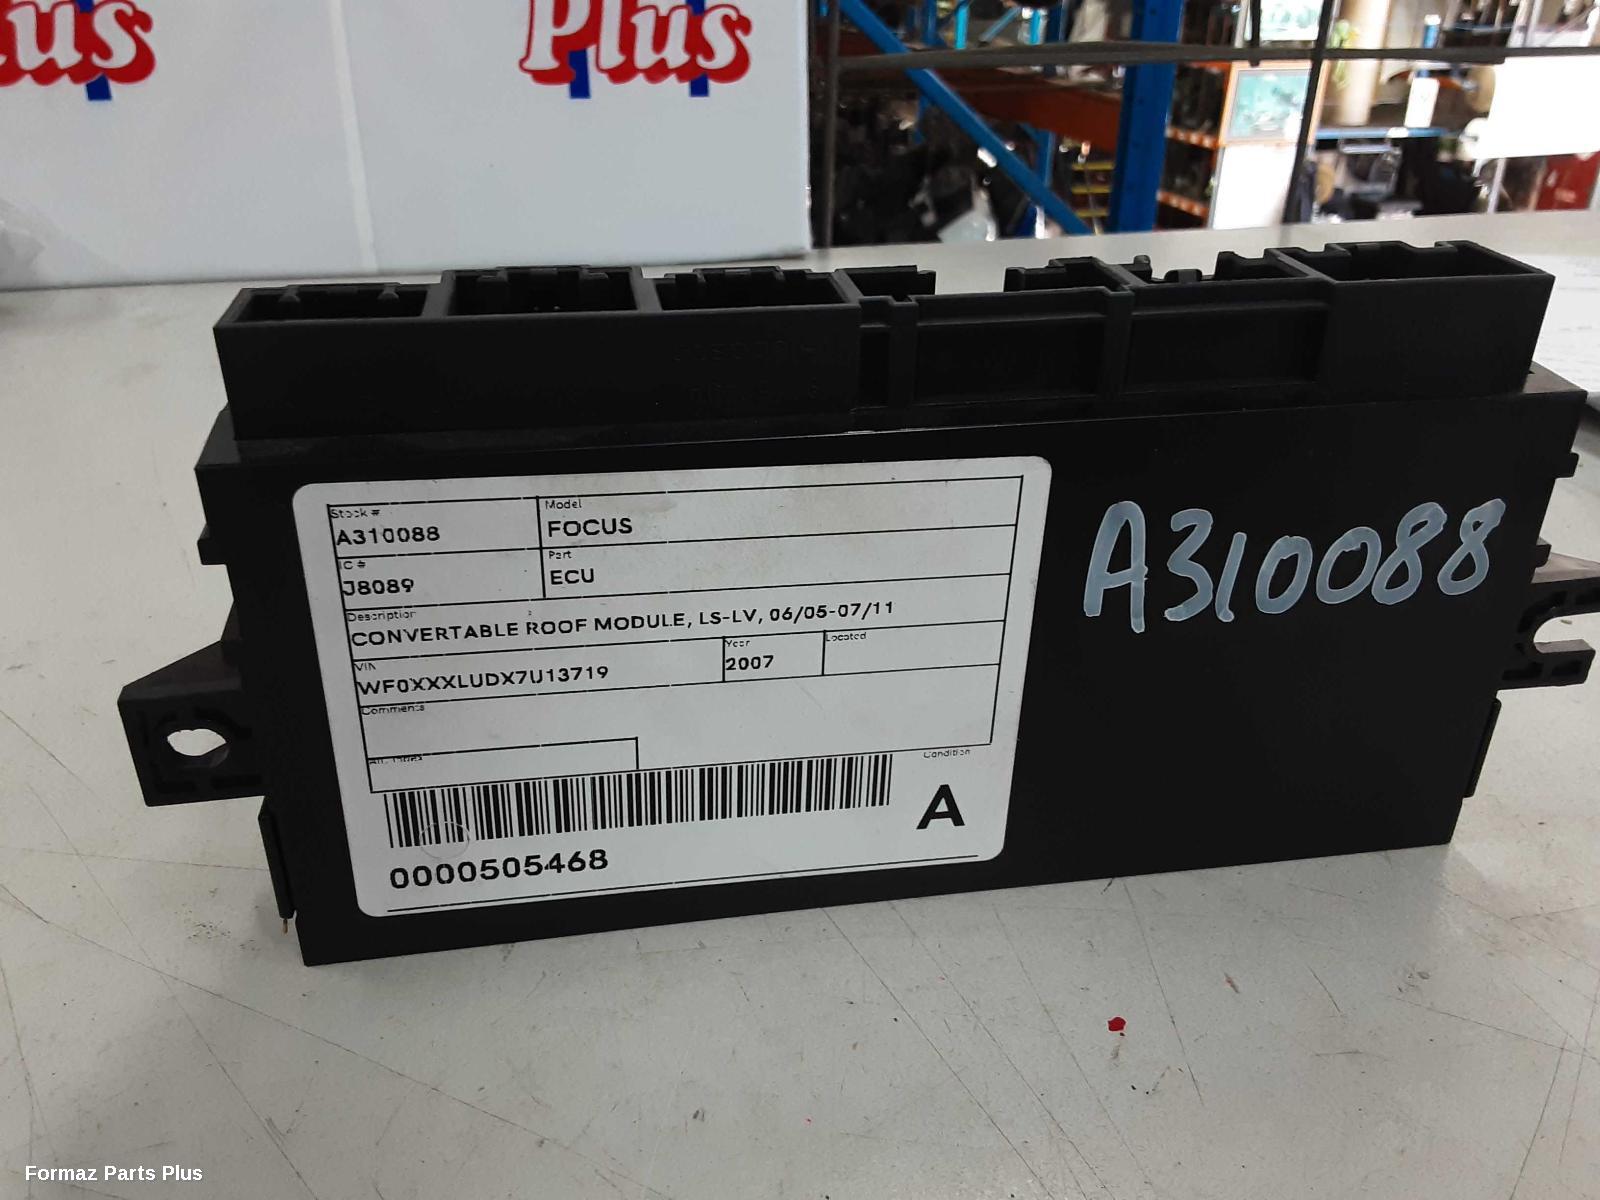 Plus
Stock #
A310088
Model
FOCUS
IC #
J8089
Part
ECU
Description
CONVERTABLE ROOF MODULE, LS-LV, 06/05-07/11
VIN
WF0XXXLUDX7U13719
Year
2007
Located
Comments
Condition
A
0000505468
A310088
Formaz Parts Plus